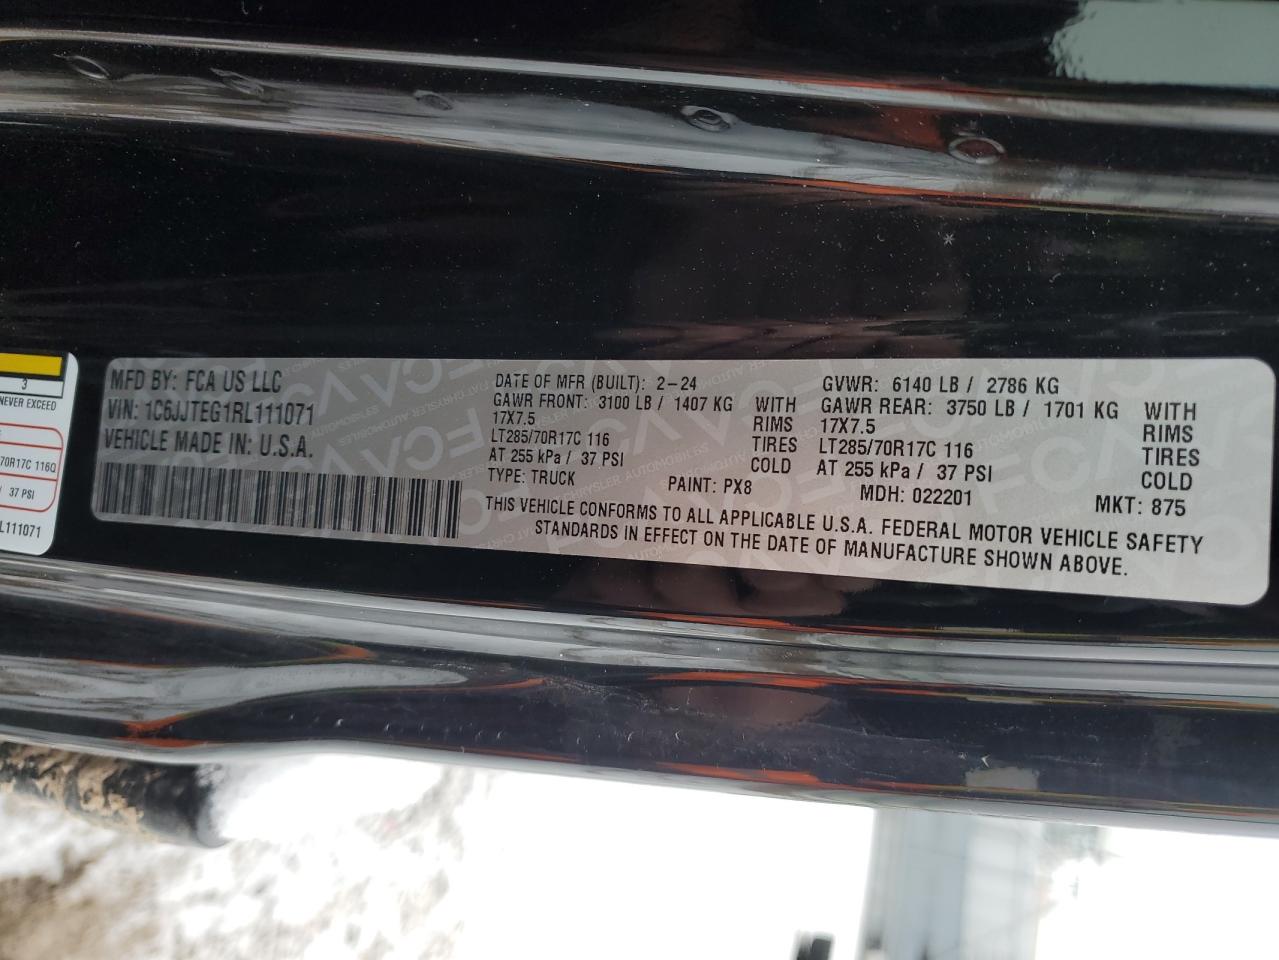 3
NEVER EXCEED
70R17C 116Q
37 PSI
L111071
MFD BY: FCA US LLC
VIN: 1C6JJTEG1RL111071
VEHICLE MADE IN: U.S.A.
DATE OF MFR (BUILT): 2-24
GAWR FRONT: 3100 LB / 1407 KG WITH
17X7.5 RIMS
LT285/70R17C 116 TIRES
AT 255 kPa / 37 PSI COLD
TYPE: TRUCK PAINT: PX8
GVWR: 6140 LB / 2786 KG
GAWR REAR: 3750 LB / 1701 KG WITH
17X7.5 RIMS
LT285/70R17C 116 TIRES
AT 255 kPa / 37 PSI COLD
MDH: 022201 MKT: 875
THIS VEHICLE CONFORMS TO ALL APPLICABLE U.S.A. FEDERAL MOTOR VEHICLE SAFETY
STANDARDS IN EFFECT ON THE DATE OF MANUFACTURE SHOWN ABOVE.